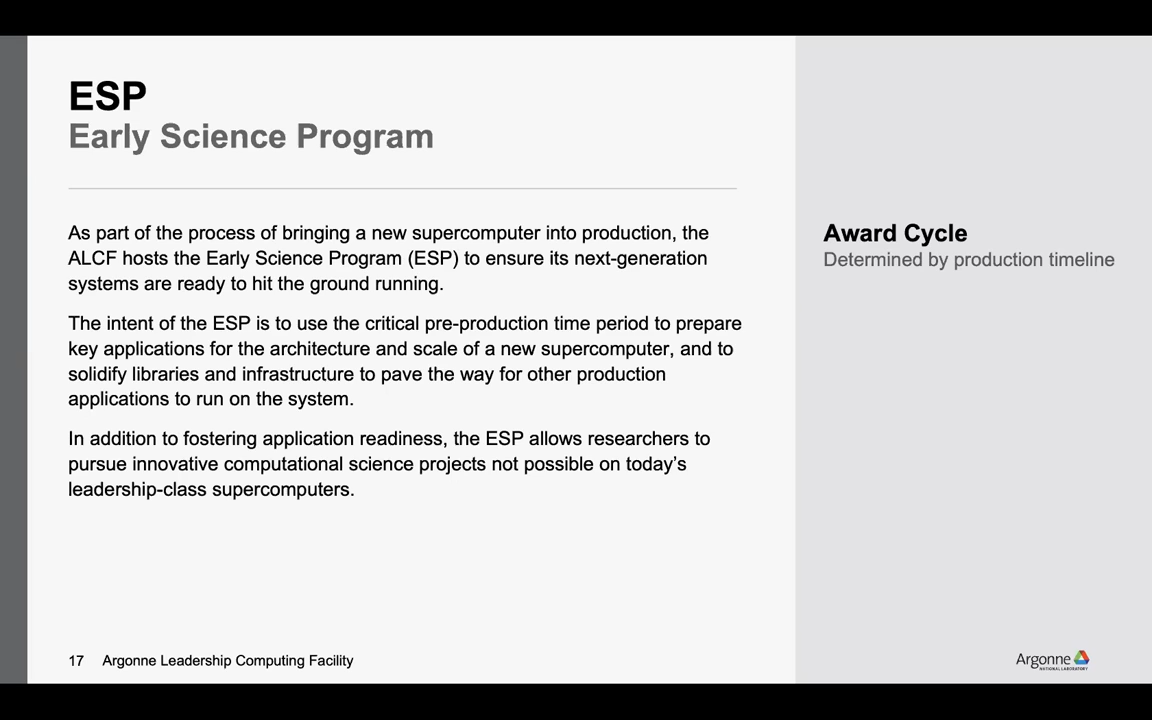 ESP
Early Science Program
As part of the process of bringing a new supercomputer into production, the
ALCF hosts the Early Science Program (ESP) to ensure its next-generation
systems are ready to hit the ground running.
The intent of the ESP is to use the critical pre-production time period to prepare
key applications for the architecture and scale of a new supercomputer, and to
solidify libraries and infrastructure to pave the way for other production
applications to run on the system.
In addition to fostering application readiness, the ESP allows researchers to
pursue innovative computational science projects not possible on today’s
leadership-class supercomputers.
Award Cycle
Determined by production timeline
17 Argonne Leadership Computing Facility
Argonne
NATIONAL LABORATORY